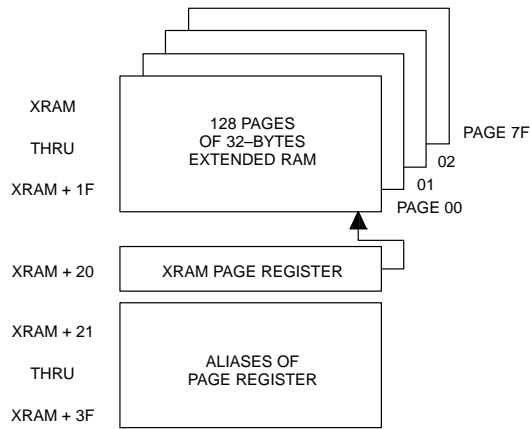 XRAM
THRU
XRAM + 1F
128 PAGES
OF 32–BYTES
EXTENDED RAM
PAGE 7F
02
01
PAGE 00
XRAM + 20
XRAM PAGE REGISTER
XRAM + 21
THRU
XRAM + 3F
ALIASES OF
PAGE REGISTER